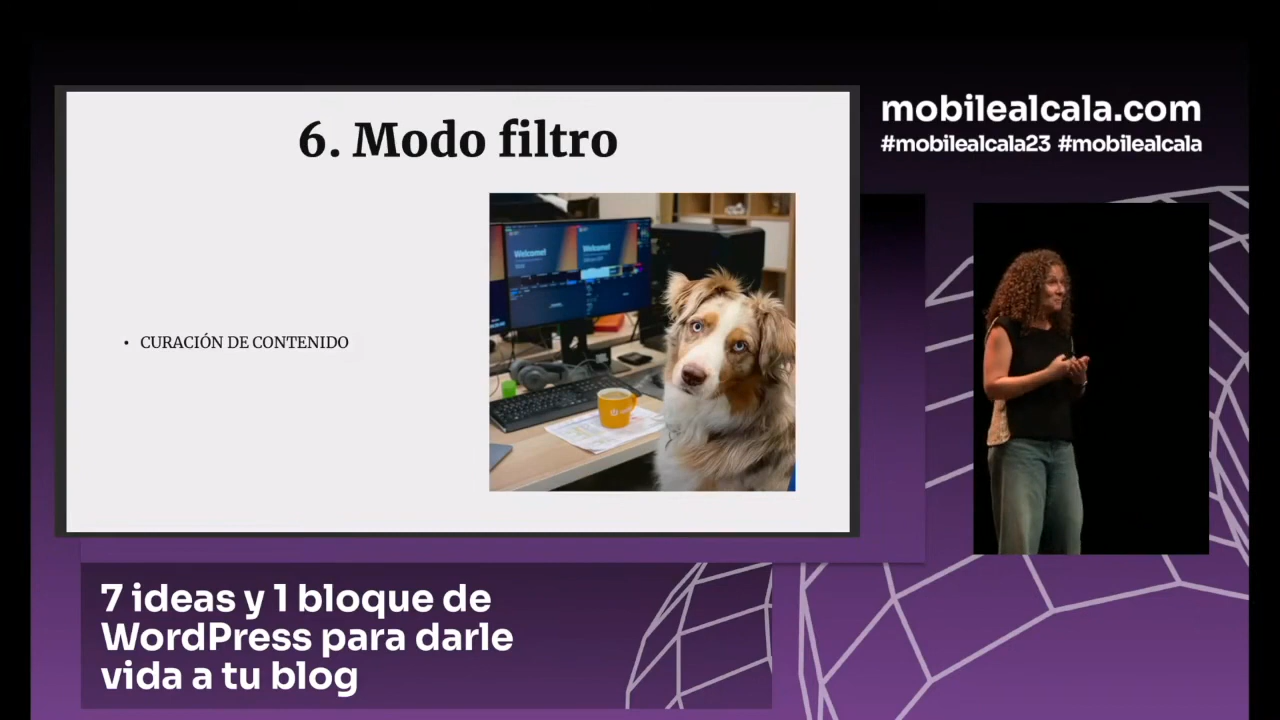 6. Modo filtro
• CURACIÓN DE CONTENIDO
Welcome!
Welcome!
mobilealcala.com
#mobilealcala23 #mobilealcala
7 ideas y 1 bloque de
WordPress para darle
vida a tu blog